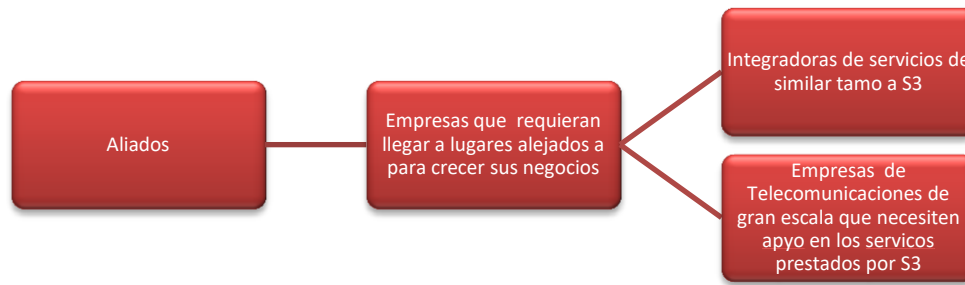 Aliados
Empresas que requieran
llegar a lugares alejados a
para crecer sus negocios
Integradoras de servicios de
similar tamo a S3
Empresas de
Telecomunicaciones de
gran escala que necesiten
apyo en los servicos
prestados por S3